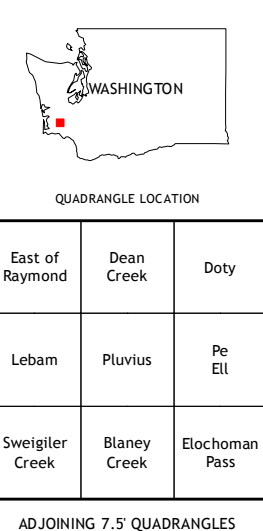 WASHINGTON
QUADRANGLE LOCATION
East of
Raymond
Dean
Creek
Doty
Lebam
Pluvius
Pe
Ell
Sweigiler
Creek
Blaney
Creek
Elochoman
Pass
ADJOINING 7.5' QUADRANGLES